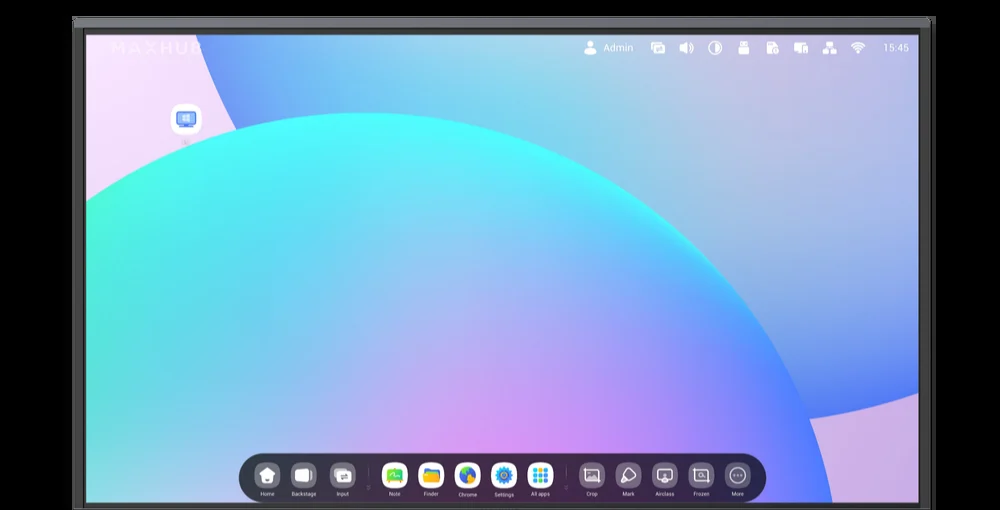 MAXHUB
Admin 15:45
Home Backstage Input Note Finder Chrome Settings All apps Crop Mark Airclass Frozen More